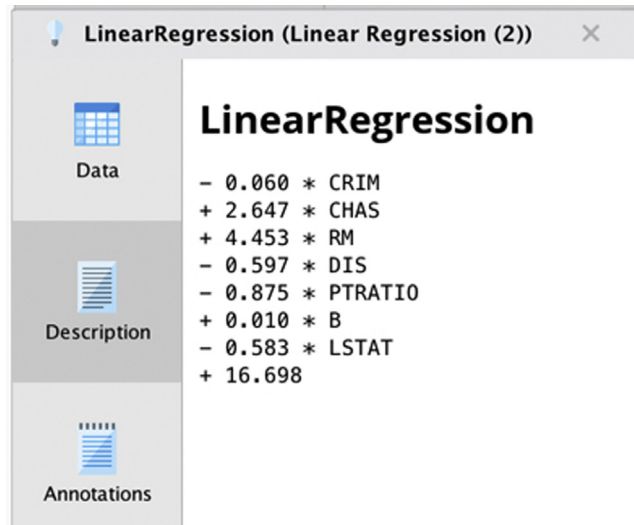 LinearRegression (Linear Regression (2))
Data
Description
Annotations
LinearRegression
- 0.060 * CRIM
+ 2.647 * CHAS
+ 4.453 * RM
- 0.597 * DIS
- 0.875 * PTRATIO
+ 0.010 * B
- 0.583 * LSTAT
+ 16.698